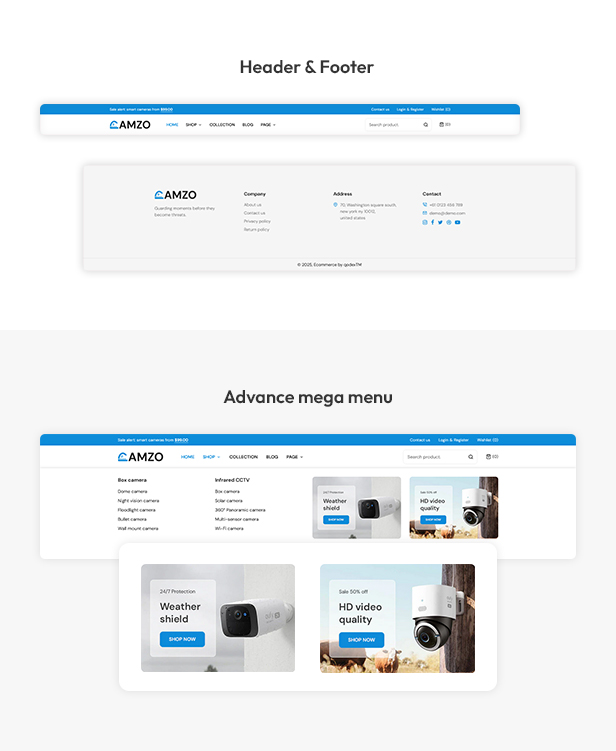 Header & Footer
Sale alert: smart cameras from $99.00
Contact us Login & Register Wishlist (0)
CAMZO HOME SHOP COLLECTION BLOG PAGE Search product (0)
CAMZO
Guarding moments before they
become threats.
Company
About us
Contact us
Privacy policy
Return policy
Address
70, Washington square south,
new york ny 10012,
united states
Contact
+0 0123 456 789
demo@demo.com
© 2025, Ecommerce by
Advance mega menu
Sale alert: smart cameras from $99.00
Contact us Login & Register Wishlist (0)
CAMZO HOME SHOP COLLECTION BLOG PAGE Search product (0)
Box camera
Dome camera
Night vision camera
Floodlight camera
Bullet camera
Wall mount camera
Infrared CCTV
Box camera
Solar camera
360° Panoramic camera
Multi-sensor camera
Wi-Fi camera
24/7 Protection
Weather
shield
SHOP NOW
Sale 50% off
HD video
quality
SHOP NOW
24/7 Protection
Weather
shield
SHOP NOW
Sale 50% off
HD video
quality
SHOP NOW